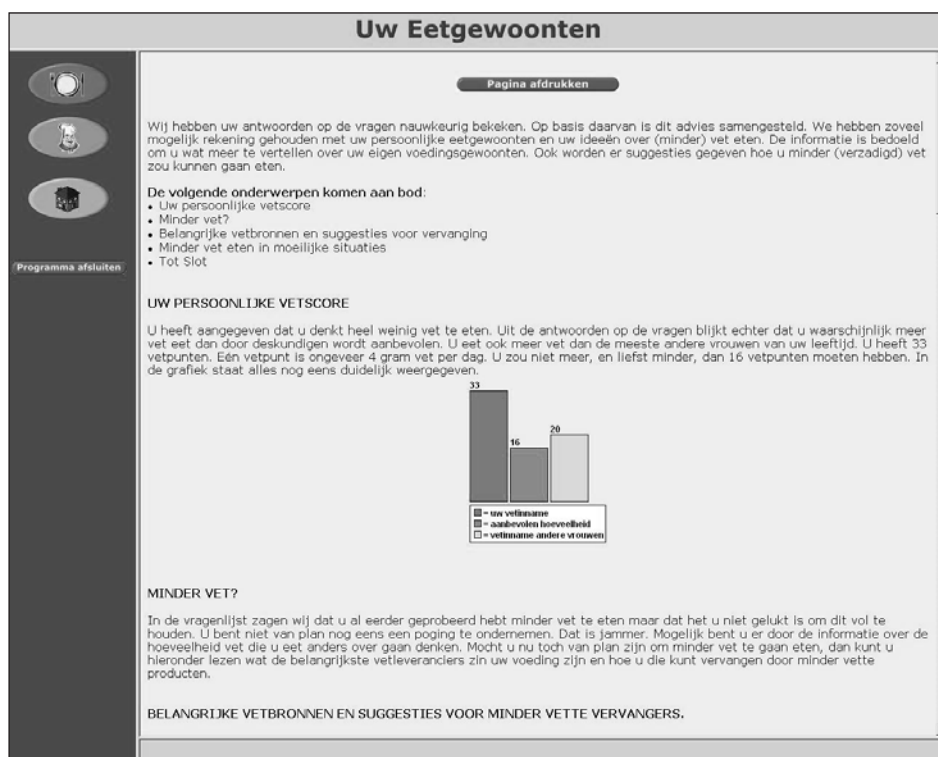 Uw Eetgewoonten
Pagina afdrukken
Wij hebben uw antwoorden op de vragen nauwkeurig bekeken. Op basis daarvan is dit advies samengesteld. We hebben zoveel
mogelijk rekening gehouden met uw persoonlijke eetgewoonten en uw ideeën over (minder) vet eten. De informatie is bedoeld
om u wat meer te vertellen over uw eigen voedingsgewoonten. Ook worden er suggesties gegeven hoe u minder (verzadigd) vet
zou kunnen gaan eten.
De volgende onderwerpen komen aan bod:
• Uw persoonlijke vetscore
• Minder vet?
• Belangrijke vetbronnen en suggesties voor vervanging
• Minder vet eten in moeilijke situaties
• Tot Slot
Programma afsluiten
UW PERSOONLIJKE VETSCORE
U heeft aangegeven dat u denkt heel weinig vet te eten. Uit de antwoorden op de vragen blijkt echter dat u waarschijnlijk meer
vet eet dan door deskundigen wordt aanbevolen. U eet ook meer vet dan de meeste andere vrouwen van uw leeftijd. U heeft 33
vetpunten. Eén vetpunt is ongeveer 4 gram vet per dag. U zou niet meer, en liefst minder, dan 16 vetpunten moeten hebben. In
de grafiek staat alles nog eens duidelijk weergegeven.
33
16
20
= uw vetinname
= aanbevolen hoeveelheid
= vetinname andere vrouwen
MINDER VET?
In de vragenlijst zagen wij dat u al eerder geprobeerd hebt minder vet te eten maar dat het u niet gelukt is om dit vol te
houden. U bent niet van plan nog eens een poging te ondernemen. Dat is jammer. Mogelijk bent u er door de informatie over de
hoeveelheid vet die u eet anders over gaan denken. Mocht u nu toch van plan zijn om minder vet te gaan eten, dan kunt u
hieronder lezen wat de belangrijkste vetleveranciers zin uw voeding zijn en hoe u die kunt vervangen door minder vette
producten.
BELANGRIJKE VETBRONNEN EN SUGGESTIES VOOR MINDER VETTE VERVANGERS.